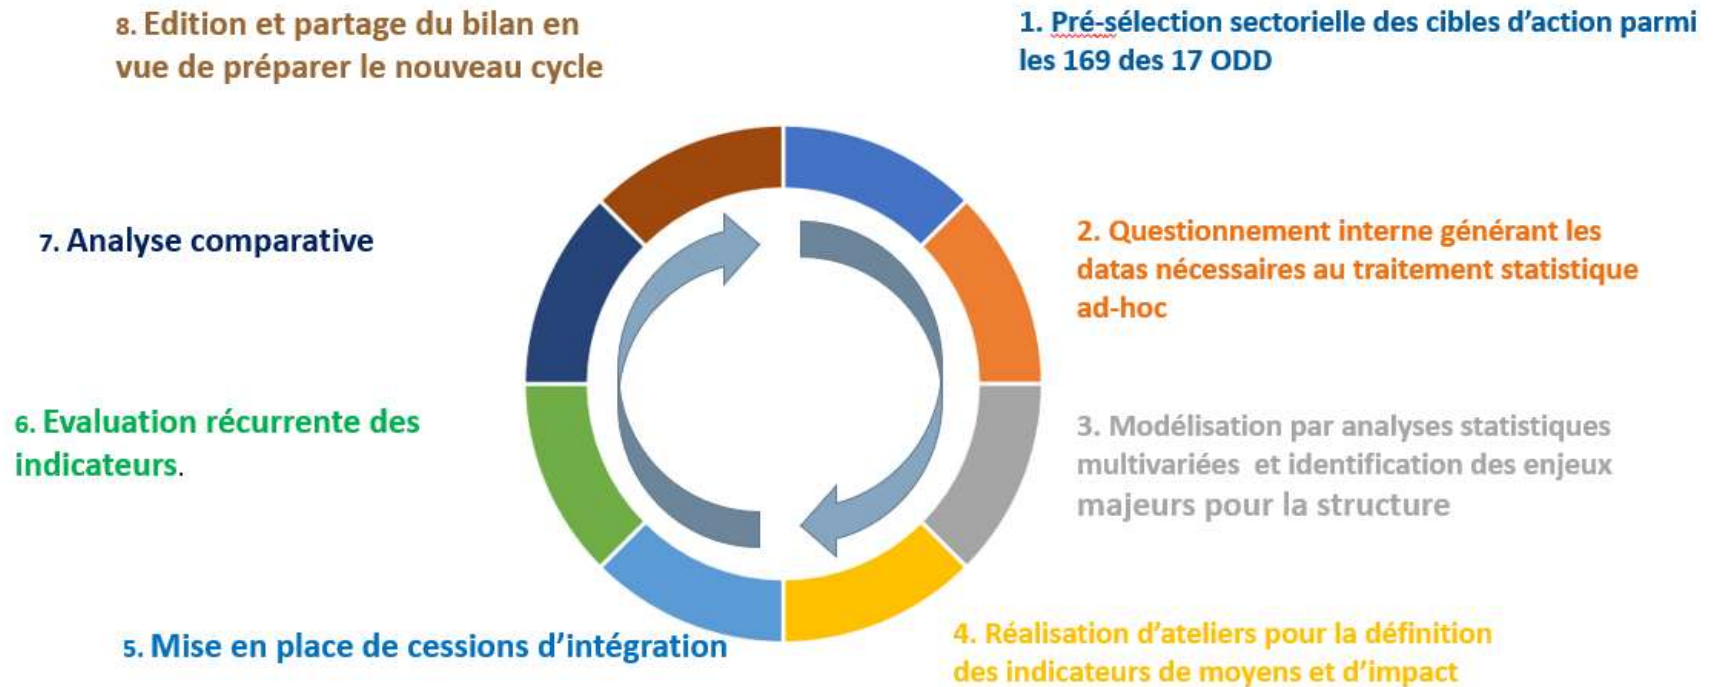 1. Pré-sélection sectorielle des cibles d’action parmi
les 169 des 17 ODD
2. Questionnement interne générant les
datas nécessaires au traitement statistique
ad-hoc
3. Modélisation par analyses statistiques
multivariées et identification des enjeux
majeurs pour la structure
4. Réalisation d’ateliers pour la définition
des indicateurs de moyens et d’impact
5. Mise en place de cessions d’intégration
6. Evaluation récurrente des
indicateurs.
7. Analyse comparative
8. Edition et partage du bilan en
vue de préparer le nouveau cycle